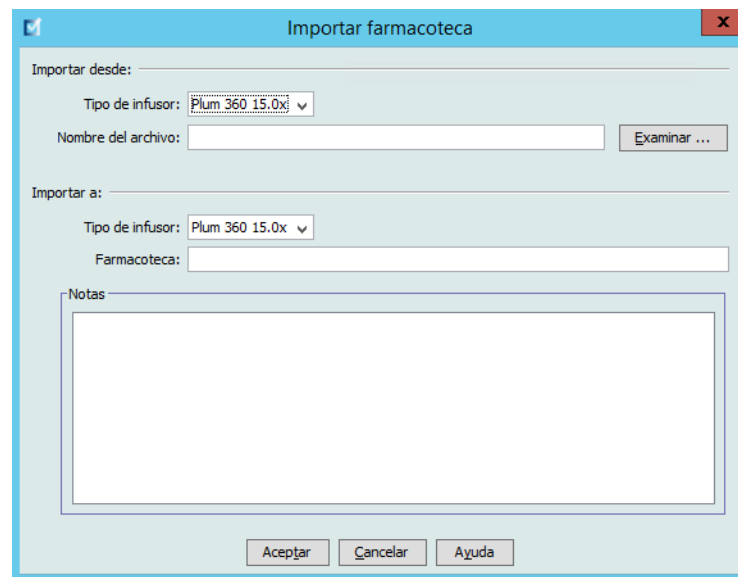 Importar farmacoteca
Importar desde:
Tipo de infusor: Plum 360 15.0x
Nombre del archivo: Examinar ...
Importar a:
Tipo de infusor: Plum 360 15.0x
Farmacoteca:
Notas
Aceptar Cancelar Ayuda